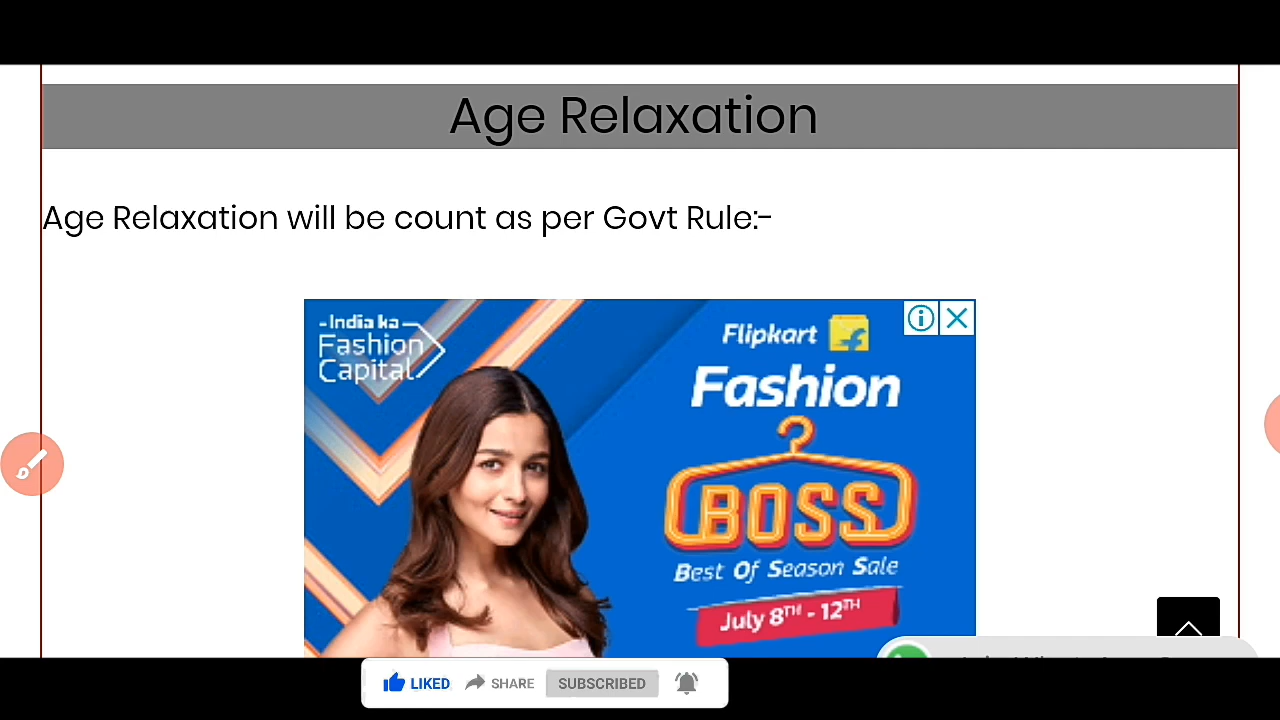 Age Relaxation
Age Relaxation will be count as per Govt Rule:-
-India ka-
Fashion
Capital
Flipkart
Fashion
BOSS
Best Of Season Sale
July 8TH - 12TH
LIKED
SHARE
SUBSCRIBED